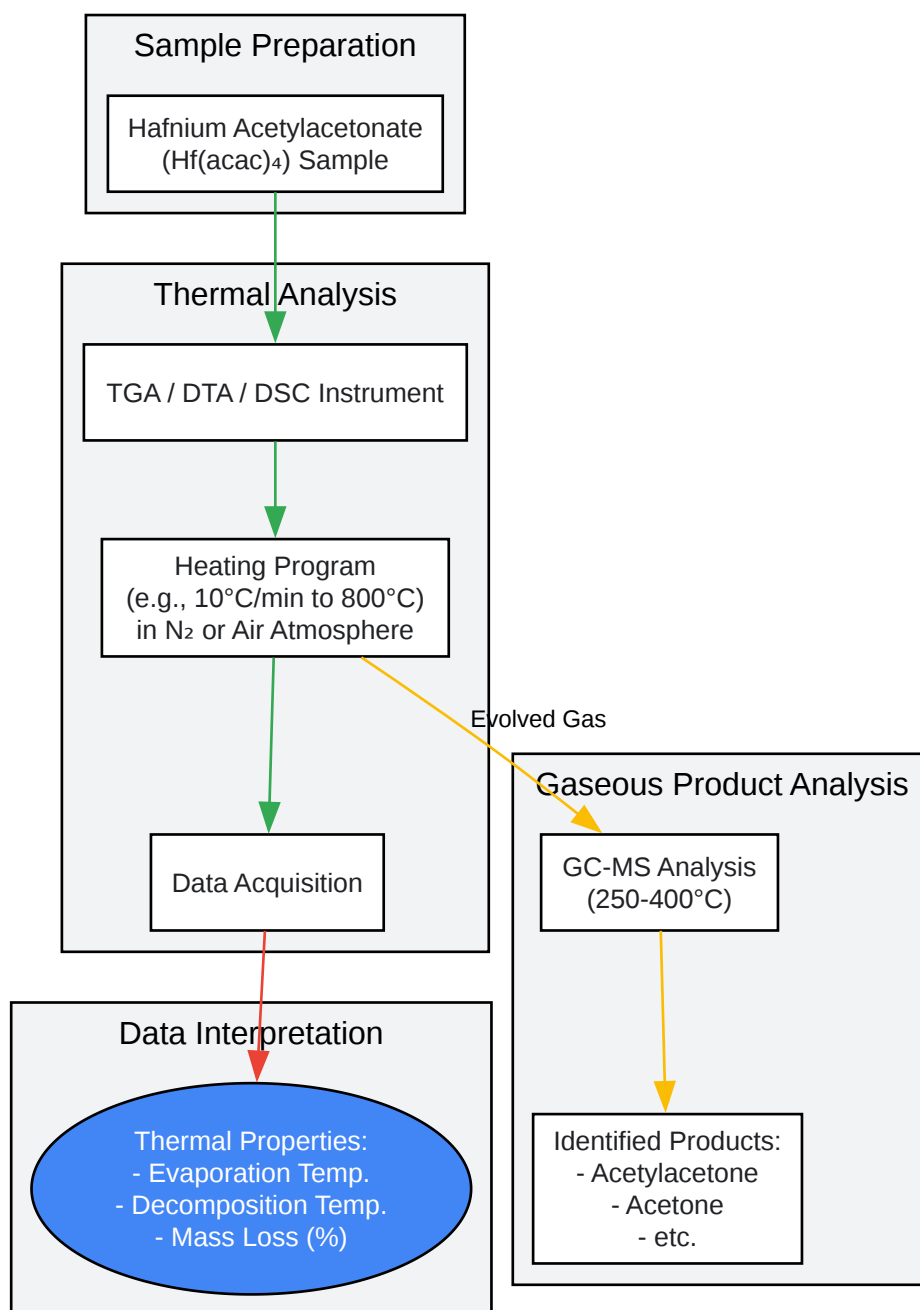 Sample Preparation
Hafnium Acetylacetonate
(Hf(acac)₄) Sample
Thermal Analysis
TGA / DTA / DSC Instrument
Heating Program
(e.g., 10°C/min to 800°C)
in N₂ or Air Atmosphere
Evolved Gas
Data Acquisition
Gaseous Product Analysis
GC-MS Analysis
(250-400°C)
Data Interpretation
Thermal Properties:
- Evaporation Temp.
- Decomposition Temp.
- Mass Loss (%)
Identified Products:
- Acetylacetone
- Acetone
- etc.